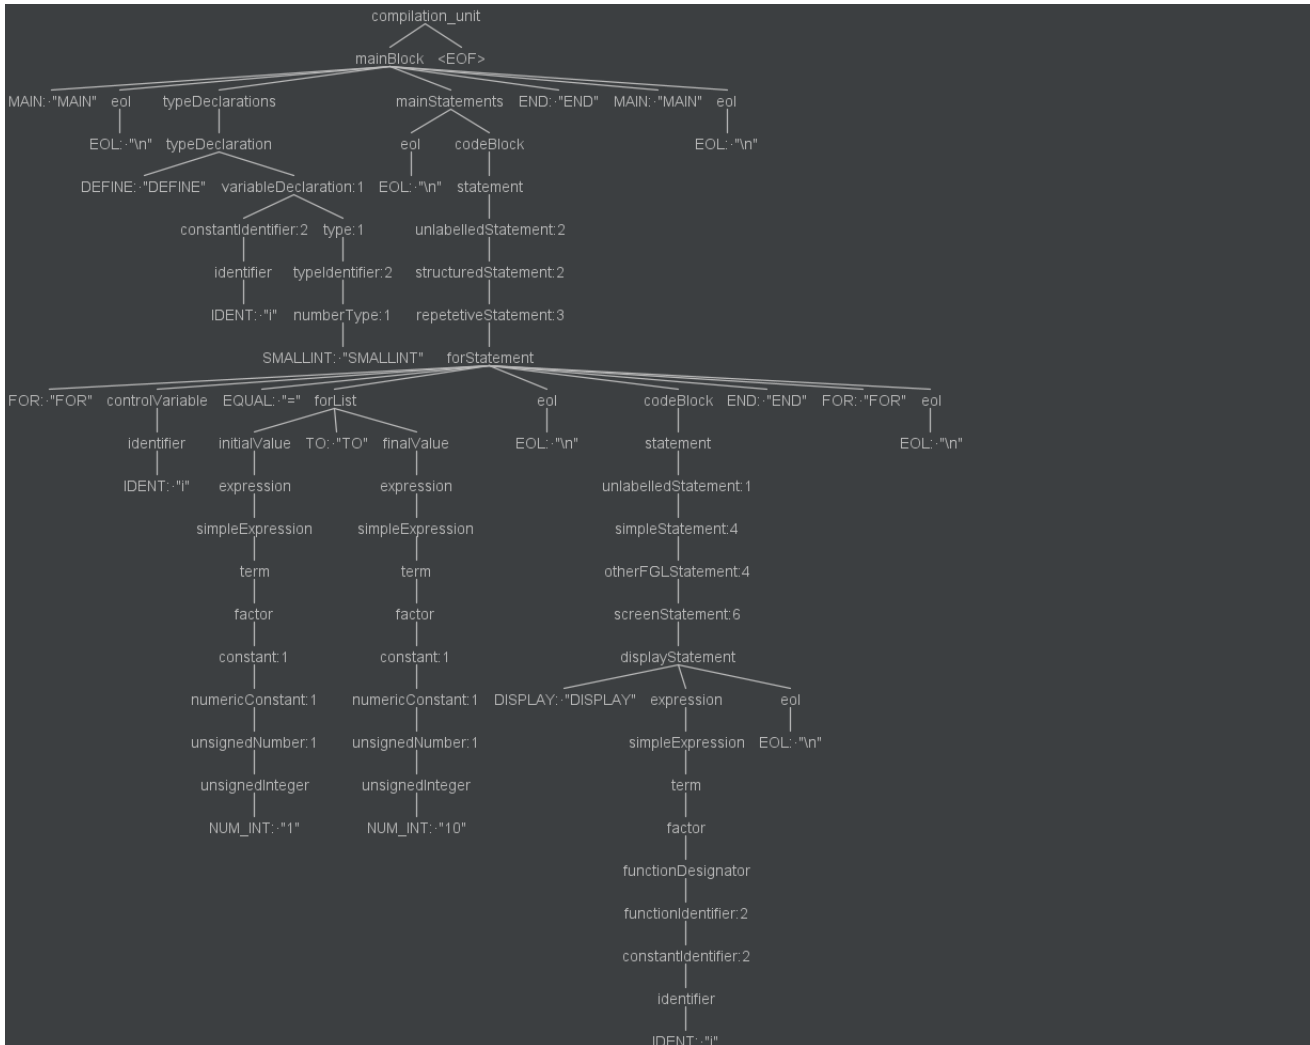 compilation_unit
mainBlock <EOF>
MAIN:·"MAIN" eol typeDeclarations mainStatements END:·"END" MAIN:·"MAIN" eol
EOL:·"\n" typeDeclaration eol codeBlock EOL:·"\n"
DEFINE:·"DEFINE" variableDeclaration:1 EOL:·"\n" statement
constantIdentifier:2 type:1 unlabelledStatement:2
identifier typeIdentifier:2 structuredStatement:2
IDENT:·"i" numberType:1 repetetiveStatement:3
SMALLINT:·"SMALLINT" forStatement
FOR:·"FOR" controlVariable EQUAL:·"=" forList eol codeBlock END:·"END" FOR:·"FOR" eol
identifier initialValue TO:·"TO" finalValue EOL:·"\n" statement EOL:·"\n"
IDENT:·"i" expression expression unlabelledStatement:1
simpleExpression simpleExpression simpleStatement:4
term term otherFGLStatement:4
factor factor screenStatement:6
constant:1 constant:1 displayStatement
numericConstant:1 numericConstant:1 DISPLAY:·"DISPLAY" expression eol
unsignedNumber:1 unsignedNumber:1 simpleExpression EOL:·"\n"
unsignedInteger unsignedInteger term
NUM_INT:·"1" NUM_INT:·"10" factor
functionDesignator
functionIdentifier:2
constantIdentifier:2
identifier
IDENT:·"i"